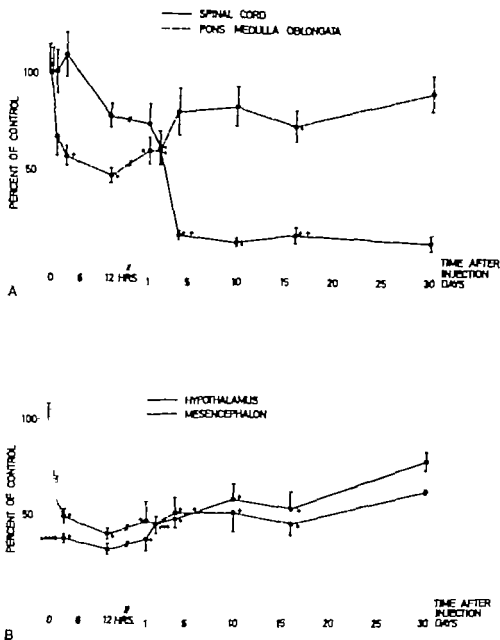 SPINAL CORD
PONS MEDULLA OBLONGATA
100
50
PERCENT OF CONTROL
0 6 12 HRS 1 5 10 15 20 25 30
TIME AFTER
INJECTION
DAYS
A
HYPOTHALAMUS
MESENCEPHALON
100
50
PERCENT OF CONTROL
0 6 12 HRS 1 5 10 15 20 25 30
TIME AFTER
INJECTION
DAYS
B